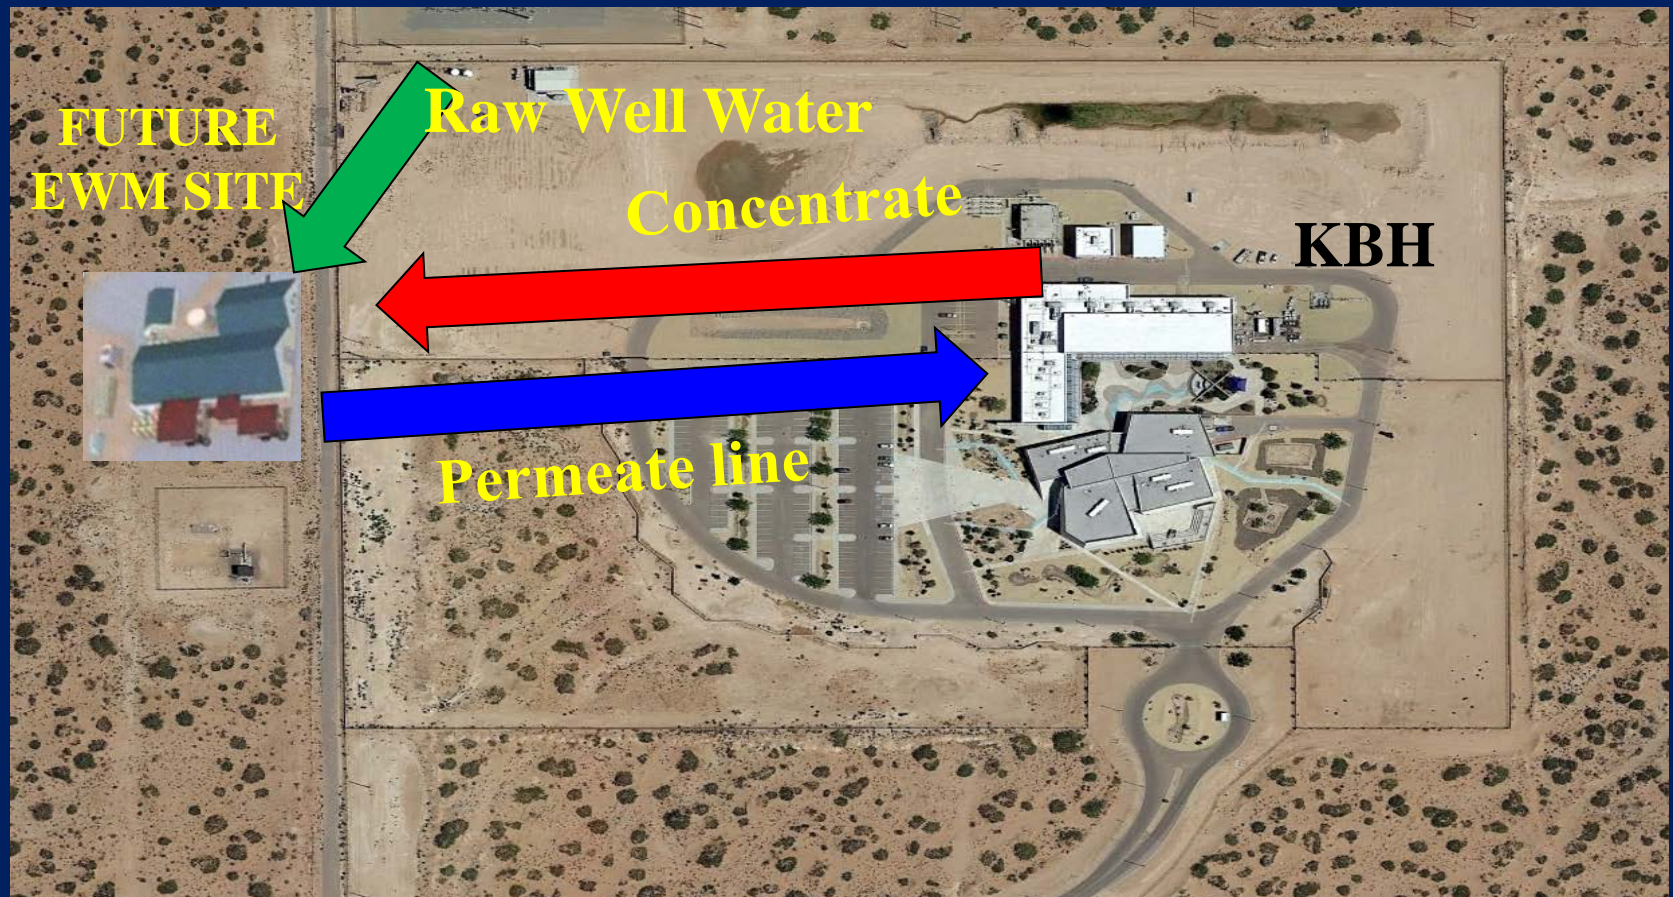 FUTURE
EWM SITE
Raw Well Water
Concentrate
KBH
Permeate line